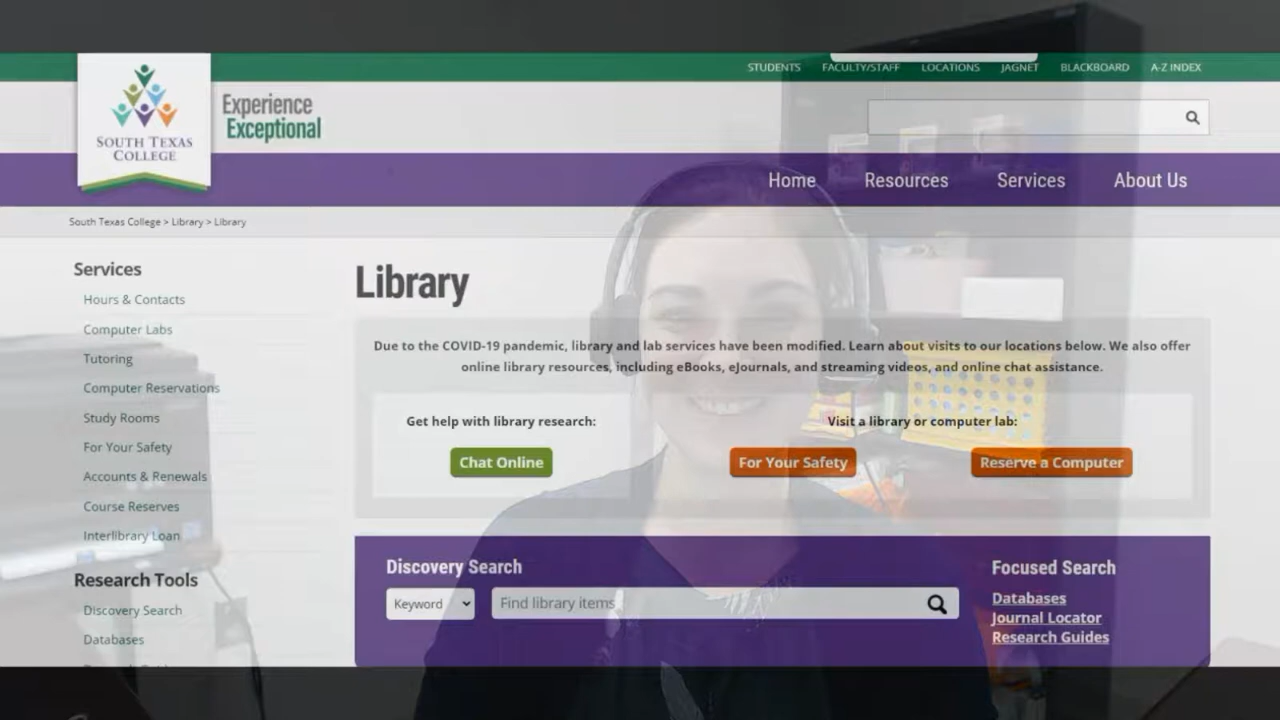 STUDENTS FACULTY/STAFF LOCATIONS JAGNET BLACKBOARD A-Z INDEX
SOUTH TEXAS
COLLEGE
Experience
Exceptional
Home Resources Services About Us
South Texas College > Library > Library
Services
Hours & Contacts
Computer Labs
Tutoring
Computer Reservations
Study Rooms
For Your Safety
Accounts & Renewals
Course Reserves
Interlibrary Loan
Research Tools
Discovery Search
Databases
Library
Due to the COVID-19 pandemic, library and lab services have been modified. Learn about visits to our locations below. We also offer
online library resources, including eBooks, eJournals, and streaming videos, and online chat assistance.
Get help with library research:
Chat Online
Visit a library or computer lab:
For Your Safety
Reserve a Computer
Discovery Search
Keyword
Find library items
Focused Search
Databases
Journal Locator
Research Guides